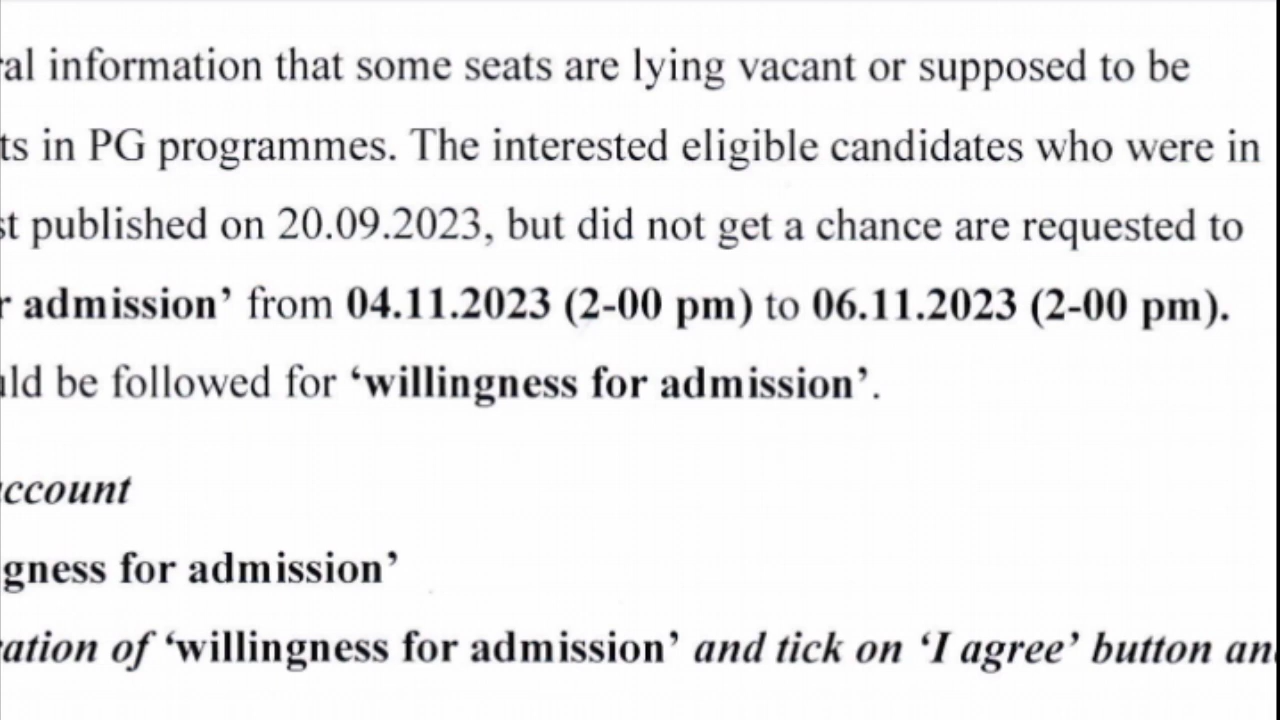 al information that some seats are lying vacant or supposed to be
ts in PG programmes. The interested eligible candidates who were in
st published on 20.09.2023, but did not get a chance are requested to
r admission’ from 04.11.2023 (2-00 pm) to 06.11.2023 (2-00 pm).
ld be followed for ‘willingness for admission’.
ccount
gness for admission’
ation of ‘willingness for admission’ and tick on ‘I agree’ button an